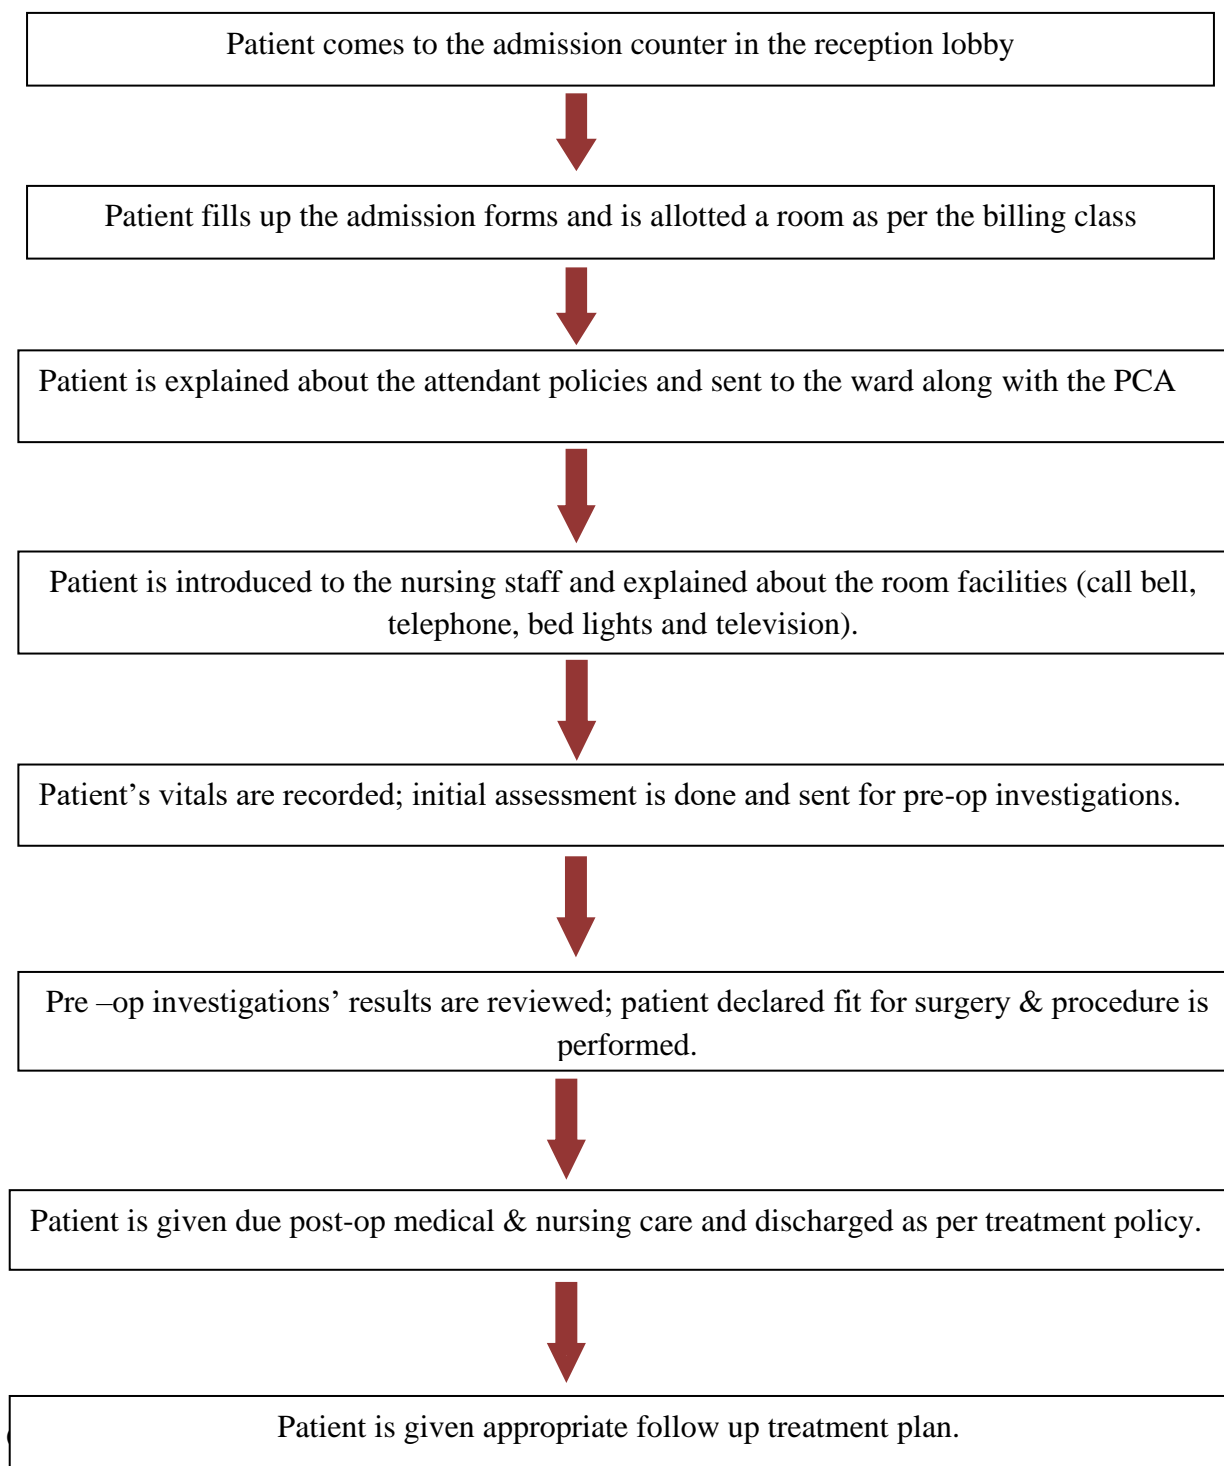 Patient comes to the admission counter in the reception lobby
Patient fills up the admission forms and is allotted a room as per the billing class
Patient is explained about the attendant policies and sent to the ward along with the PCA
Patient is introduced to the nursing staff and explained about the room facilities (call bell,
telephone, bed lights and television).
Patient’s vitals are recorded; initial assessment is done and sent for pre-op investigations.
Pre –op investigations’ results are reviewed; patient declared fit for surgery & procedure is
performed.
Patient is given due post-op medical & nursing care and discharged as per treatment policy.
Patient is given appropriate follow up treatment plan.